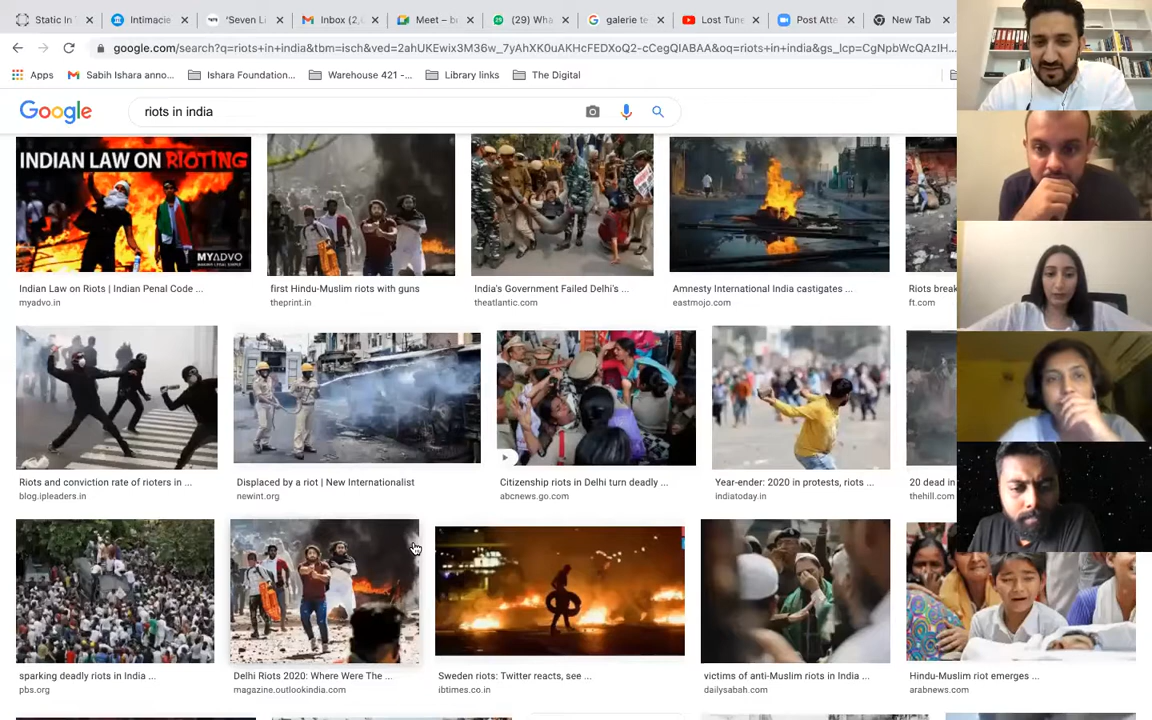 Static In
Intimacie
'Seven L
Inbox (2,
Meet – b
(29) Wha
galerie te
Lost Tune
Post Atte
New Tab
google.com/search?q=riots+in+india&tbm=isch&ved=2ahUKEwix3M36w_7yAhXK0uAKHcFEDXoQ2-cCegQIABAA&oq=riots+in+india&gs_lcp=CgNpbWcQAzIH...
Apps
Sabih Ishara anno...
Ishara Foundation...
Warehouse 421 -...
Library links
The Digital
Google
riots in india
INDIAN LAW ON RIOTING
MYADVO
Indian Law on Riots | Indian Penal Code ...
myadvo.in
first Hindu-Muslim riots with guns
theprint.in
India's Government Failed Delhi's ...
theatlantic.com
Amnesty International India castigates ...
eastmojo.com
Riots break
ft.com
Riots and conviction rate of rioters in ...
blog.ipleaders.in
Displaced by a riot | New Internationalist
newint.org
Citizenship riots in Delhi turn deadly ...
abcnews.go.com
Year-ender: 2020 in protests, riots ...
indiatoday.in
20 dead in
thehill.com
sparking deadly riots in India ...
pbs.org
Delhi Riots 2020: Where Were The ...
magazine.outlookindia.com
Sweden riots: Twitter reacts, see ...
ibtimes.co.in
victims of anti-Muslim riots in India ...
dailysabah.com
Hindu-Muslim riot emerges ...
arabnews.com